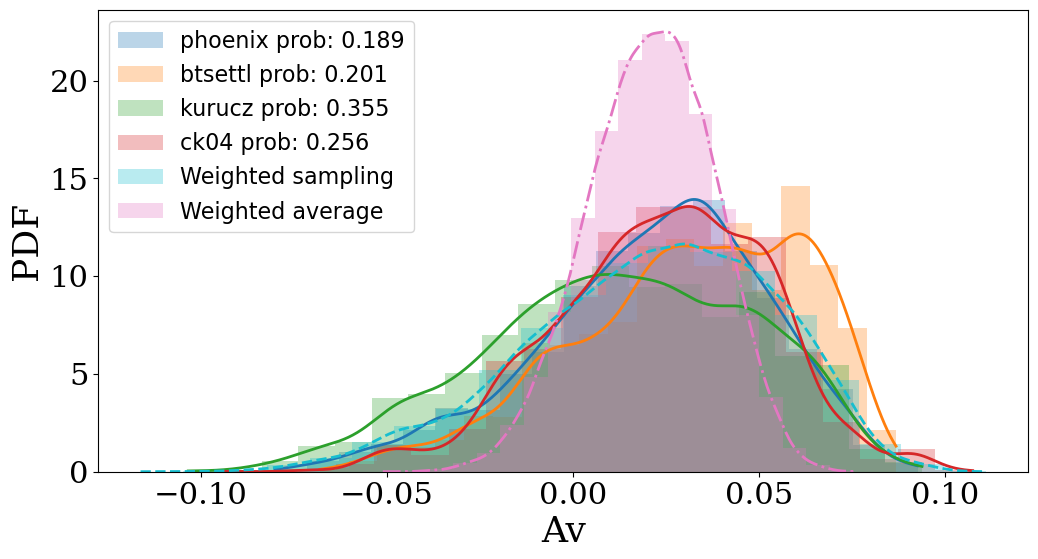 phoenix prob: 0.189
btsettl prob: 0.201
kurucz prob: 0.355
ck04 prob: 0.256
Weighted sampling
Weighted average
PDF
20
15
10
5
0
−0.10 −0.05 0.00 0.05 0.10
Av